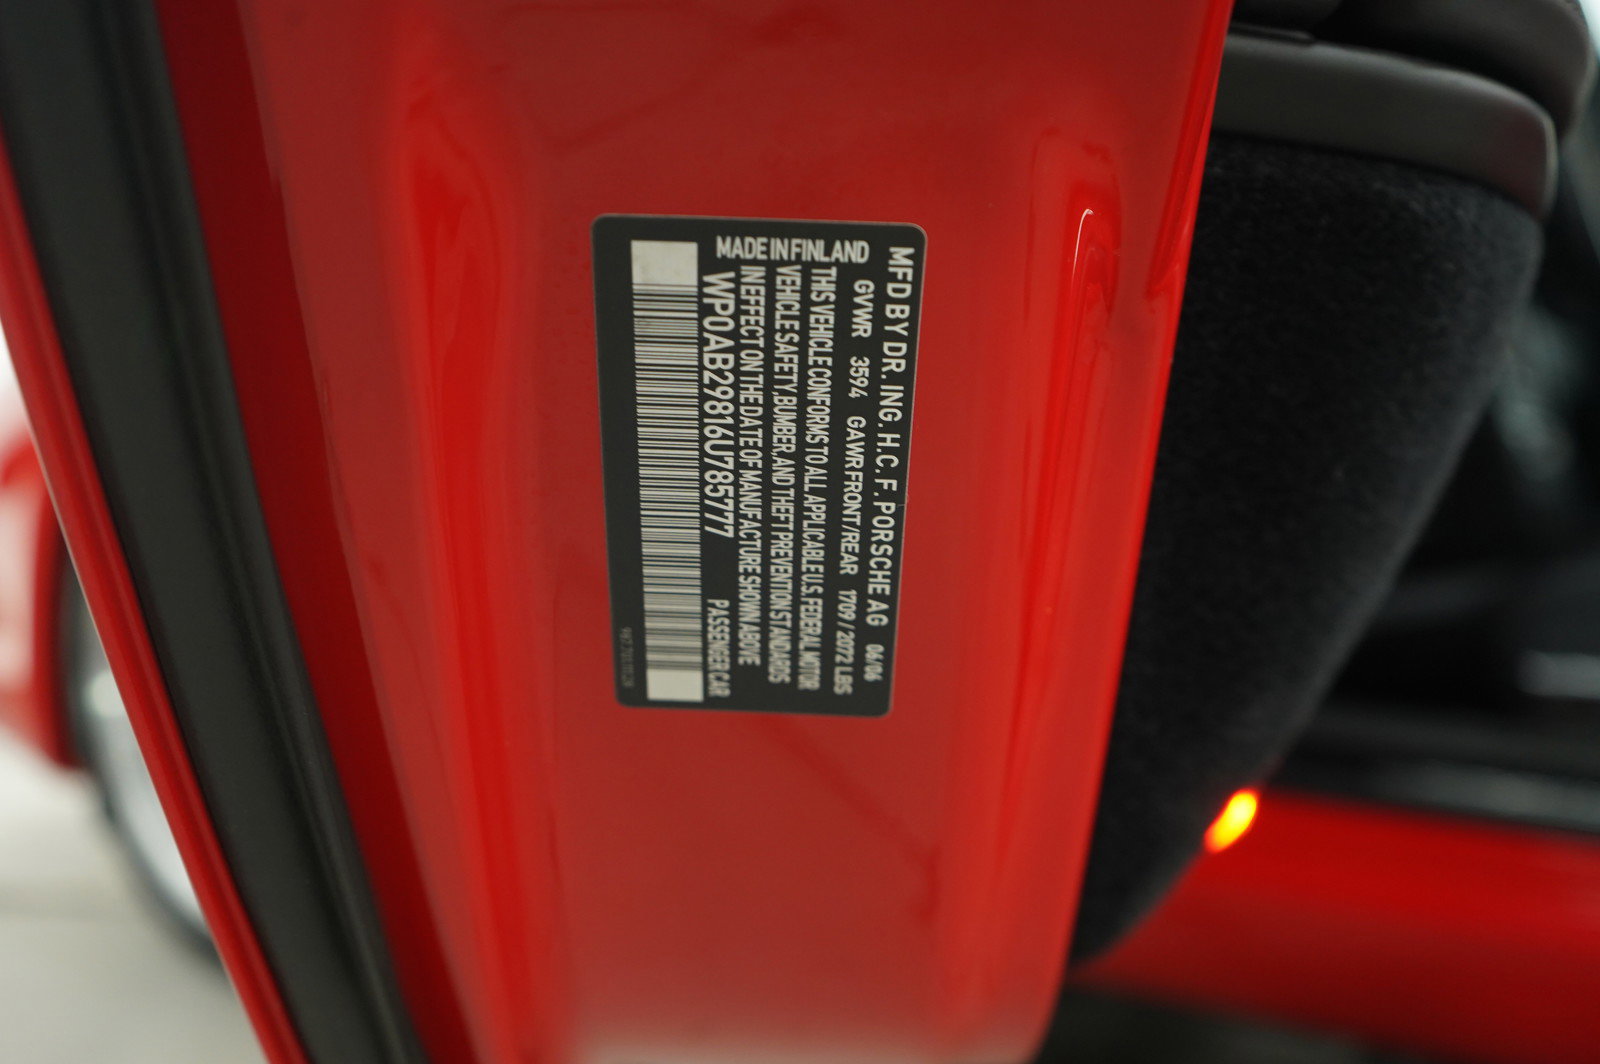 MFD BY DR. ING. H.C. F. PORSCHE AG 06/06
GVWR 3594 GAWR FRONT/REAR 1709 / 2072 LBS
MADE IN FINLAND
THIS VEHICLE CONFORMS TO ALL APPLICABLE U.S. FEDERAL MOTOR
VEHICLE SAFETY, BUMBER, AND THEFT PREVENTION STANDARDS
IN EFFECT ON THE DATE OF MANUFACTURE SHOWN ABOVE
WP0AB29816U785777 PASSENGER CAR